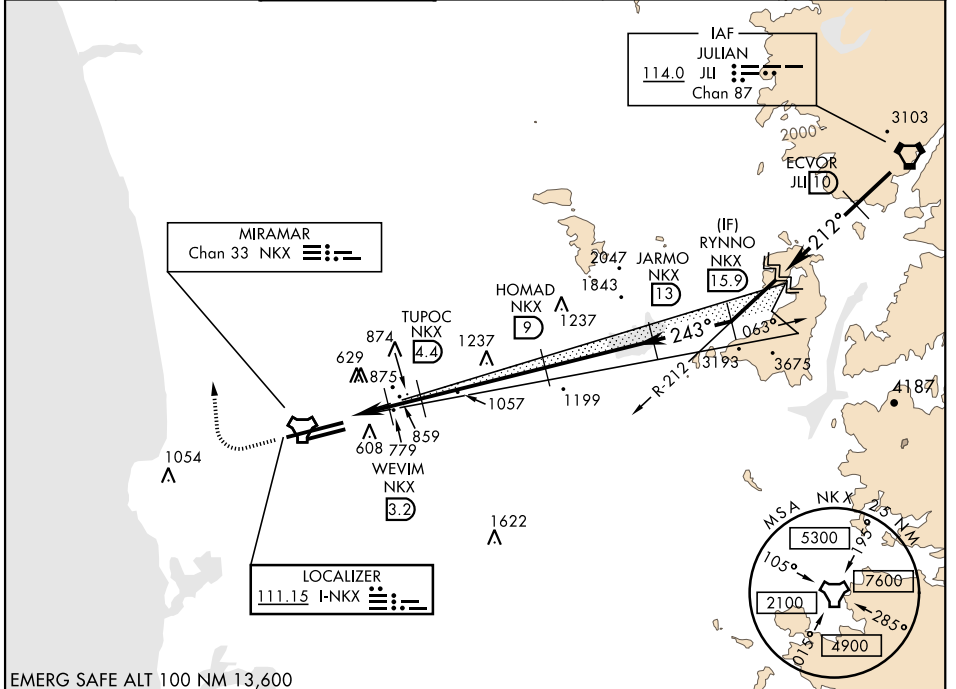 IAF
JULIAN
114.0 JLI
Chan 87
3103
2000
ECVOR
JLI 10
212°
MIRAMAR
Chan 33 NKX
(IF)
RYNNO
NKX
15.9
2047
1843
JARMO
NKX
13
HOMAD
NKX
9
1237
TUPOC
NKX
4.4
874
1237
629
875
243°
063°
R-212
3193
3675
4187
1057
1199
859
608
779
WEVIM
NKX
3.2
1054
1622
LOCALIZER
111.15 I-NKX
MSA NKX 25 NM
5300
195°
105°
7600
2100
285°
015°
4900
EMERG SAFE ALT 100 NM 13,600